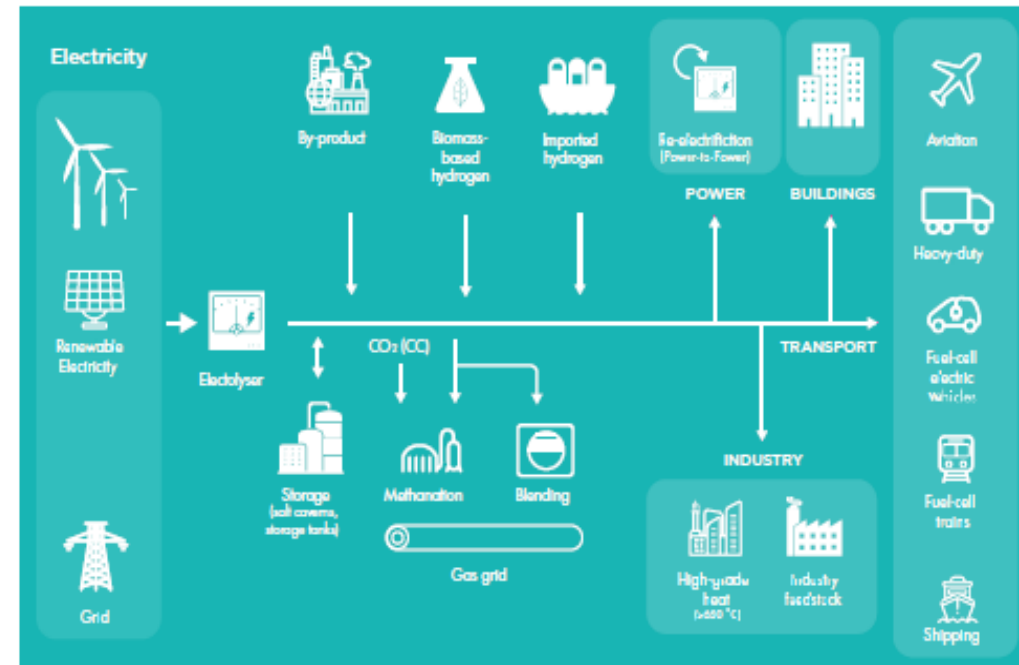 Electricity
Renewable
Electricity
Grid
Electolyser
By-product
Biomass-
based
hydrogen
Imported
hydrogen
Re-electrifiction
(Power-to-Power)
POWER
BUILDINGS
TRANSPORT
CO₂ (CC)
Storage
(salt caverns,
storage tanks)
Methanation
Blending
Gas grid
INDUSTRY
High-grade
heat
Industry
feedstock
Aviation
Heavy-duty
Fuel-cell
electric
Vehicles
Fuel-cell
trains
Shipping